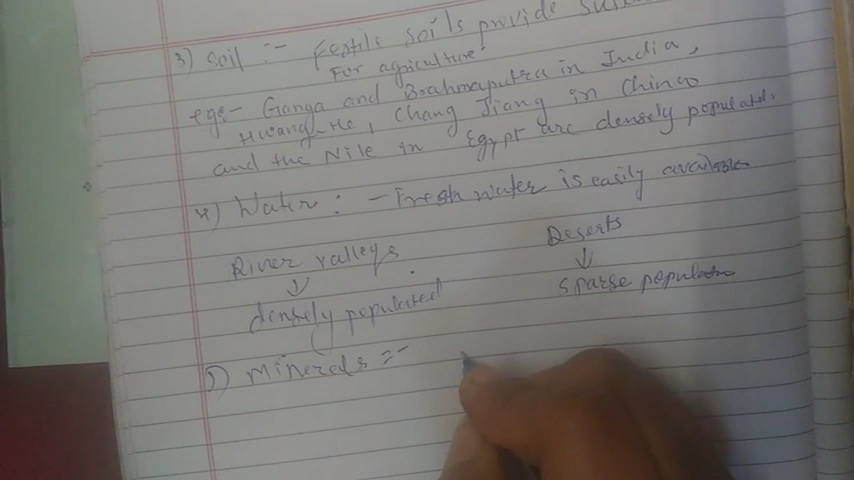 3) Soil :- Fertile soils provide
For agriculture
eg:- Ganga and Brahmaputra in India,
Hwang-He, Chang Jiang in China
and the Nile in Egypt are densely populated.
4) Water : - Fresh water is easily available
River valleys Deserts
↓ ↓
densely populated sparse population
5) Minerals :-